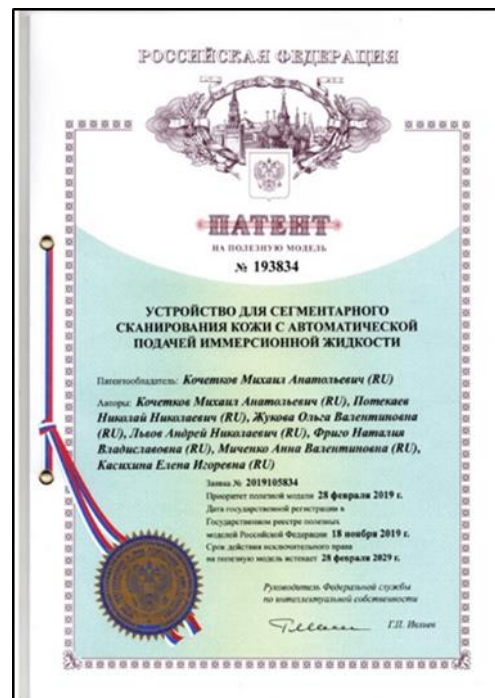 РОССИЙСКАЯ ФЕДЕРАЦИЯ
ПАТЕНТ
НА ПОЛЕЗНУЮ МОДЕЛЬ
№ 193834
УСТРОЙСТВО ДЛЯ СЕГМЕНТАРНОГО
СКАНИРОВАНИЯ КОЖИ С АВТОМАТИЧЕСКОЙ
ПОДАЧЕЙ ИММЕРСИОННОЙ ЖИДКОСТИ
Патентообладатель: Кочетков Михаил Анатольевич (RU)
Авторы: Кочетков Михаил Анатольевич (RU), Потекаев
Николай Николаевич (RU), Жукова Ольга Валентиновна
(RU), Львов Андрей Николаевич (RU), Фриго Наталия
Владиславовна (RU), Миченко Анна Валентиновна (RU),
Касихина Елена Игоревна (RU)
Заявка № 2019105834
Приоритет полезной модели 28 февраля 2019 г.
Дата государственной регистрации в
Государственном реестре полезных
моделей Российской Федерации 18 ноября 2019 г.
Срок действия исключительного права
на полезную модель истекает 28 февраля 2029 г.
Руководитель Федеральной службы
по интеллектуальной собственности
Г.П. Ивлиев